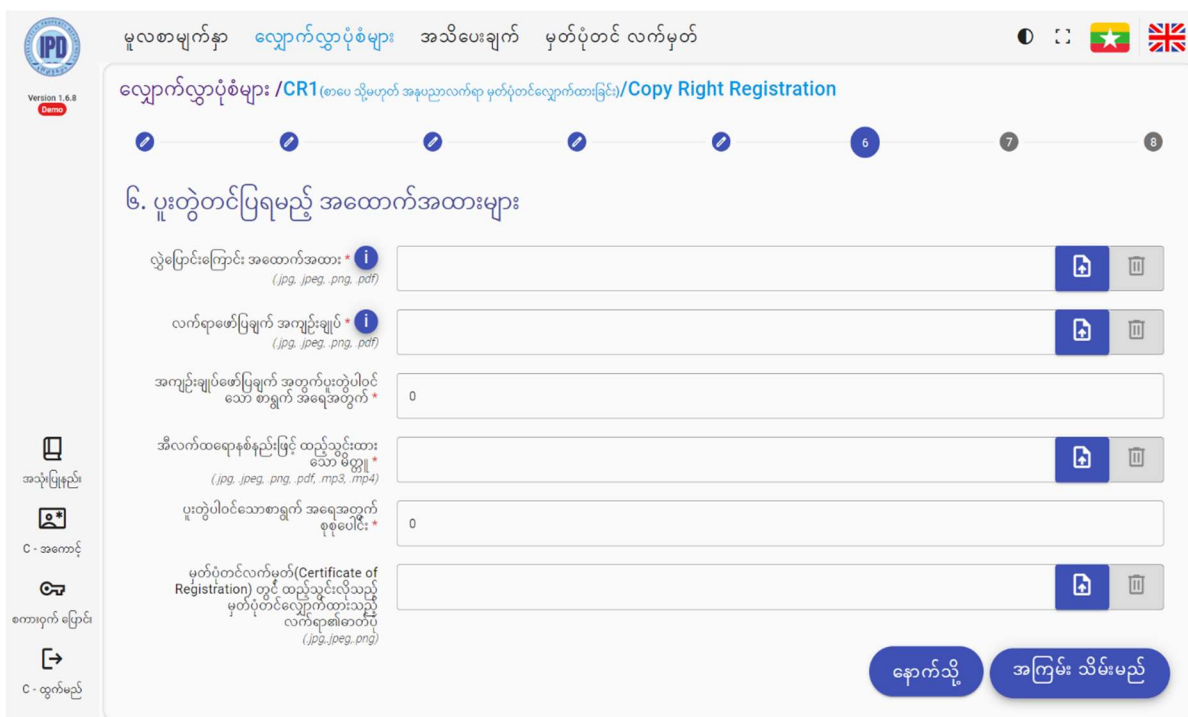 IPD
မူလစာမျက်နှာ လျှောက်လွှာပုံစံများ အသိပေးချက် မှတ်ပုံတင် လက်မှတ်
Version 1.6.8
Demo
လျှောက်လွှာပုံစံများ /CR1(စာပေ သို့မဟုတ် အနုပညာလက်ရာ မှတ်ပုံတင်လျှောက်ထားခြင်း)/Copy Right Registration
6 7 8
၆. ပူးတွဲတင်ပြရမည့် အထောက်အထားများ
လွှဲပြောင်းကြောင်း အထောက်အထား * i
(.jpg, .jpeg, .png, .pdf)
လက်ရာဖော်ပြချက် အကျဉ်းချုပ် * i
(.jpg, .jpeg, .png, .pdf)
အကျဉ်းချုပ်ဖော်ပြချက် အတွက်ပူးတွဲပါဝင်
သော စာရွက် အရေအတွက် *
0
အီလက်ထရောနစ်နည်းဖြင့် ထည့်သွင်းထား
သော မိတ္တူ *
(.jpg, .jpeg, .png, .pdf, mp3, mp4)
ပူးတွဲပါဝင်သောစာရွက် အရေအတွက်
စုစုပေါင်း *
0
မှတ်ပုံတင်လက်မှတ်(Certificate of
Registration) တွင် ထည့်သွင်းလိုသည့်
မှတ်ပုံတင်လျှောက်ထားသည့်
လက်ရာ၏ဓာတ်ပုံ
(.jpg,.jpeg,.png)
နောက်သို့ အကြမ်း သိမ်းမည်
အသုံးပြုနည်း
C - အကောင့်
စကားဝှက် ပြောင်း
C - ထွက်မည်